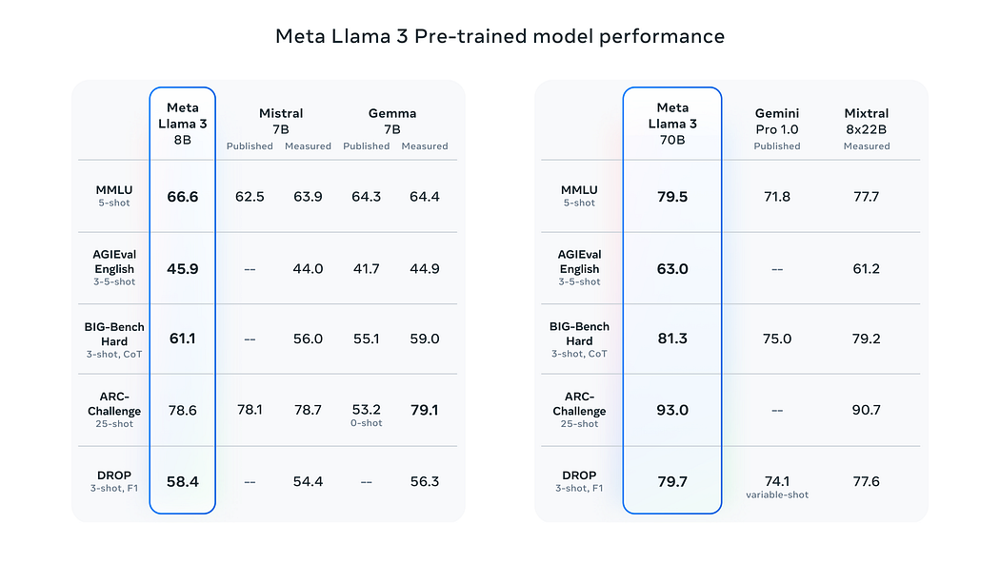 Meta Llama 3 Pre-trained model performance
Meta
Llama 3
8B
Mistral
7B
Gemma
7B
Published Measured Published Measured
MMLU
5-shot
66.6 62.5 63.9 64.3 64.4
AGIEval
English
3-5-shot
45.9 -- 44.0 41.7 44.9
BIG-Bench
Hard
3-shot, CoT
61.1 -- 56.0 55.1 59.0
ARC-
Challenge
25-shot
78.6 78.1 78.7 53.2 79.1
0-shot
DROP
3-shot, F1
58.4 -- 54.4 -- 56.3
Meta
Llama 3
70B
Gemini
Pro 1.0
Published
Mixtral
8x22B
Measured
MMLU
5-shot
79.5 71.8 77.7
AGIEval
English
3-5-shot
63.0 -- 61.2
BIG-Bench
Hard
3-shot, CoT
81.3 75.0 79.2
ARC-
Challenge
25-shot
93.0 -- 90.7
DROP
3-shot, F1
79.7 74.1 77.6
variable-shot